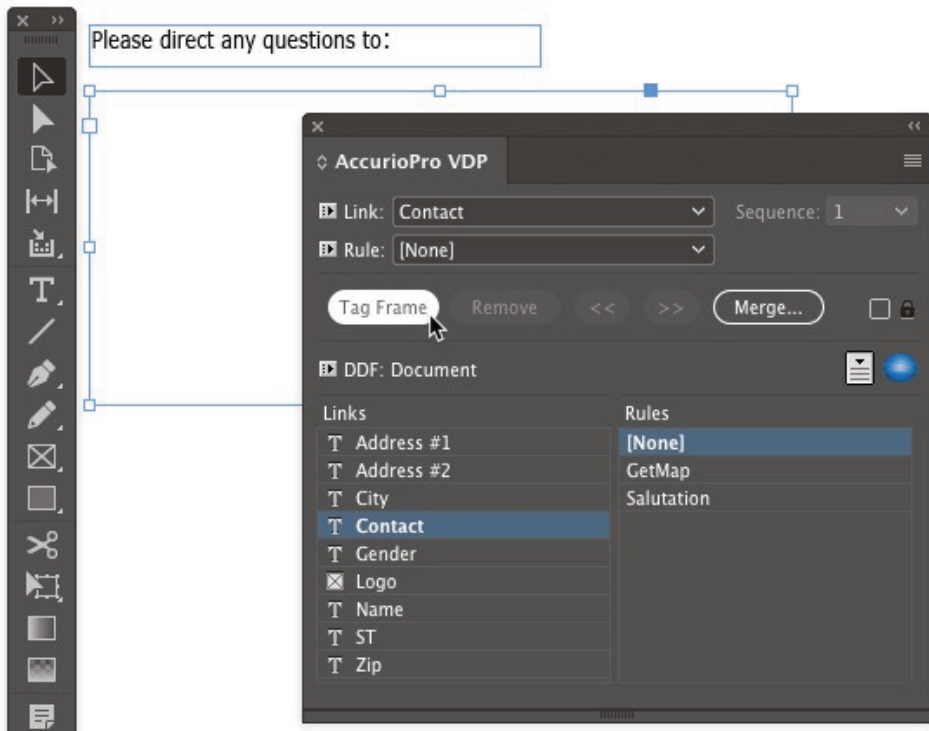 Please direct any questions to:
AccurioPro VDP
Link: Contact Sequence: 1
Rule: [None]
Tag Frame Remove << >> Merge...
DDF: Document
Links Rules
Address #1 [None]
Address #2 GetMap
City Salutation
Contact
Gender
Logo
Name
ST
Zip